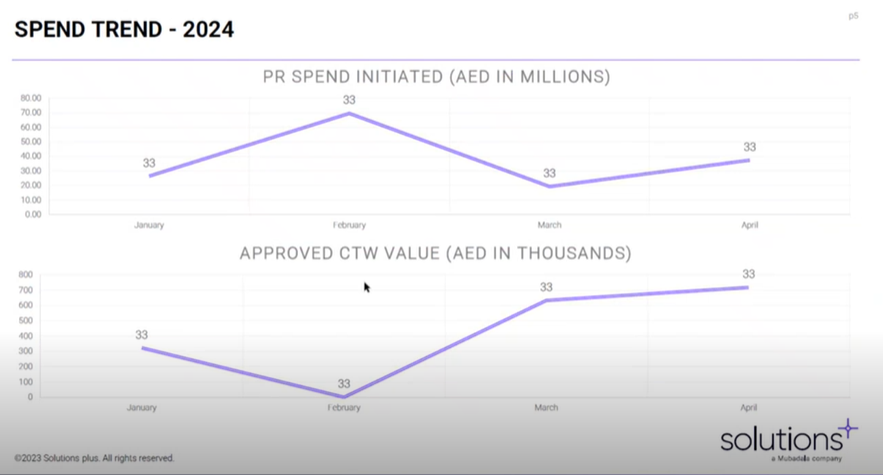 p5
SPEND TREND - 2024
PR SPEND INITIATED (AED IN MILLIONS)
80.00
70.00
60.00
50.00
40.00
30.00
20.00
10.00
0.00
33
33
33
33
January February March April
APPROVED CTW VALUE (AED IN THOUSANDS)
800
700
600
500
400
300
200
100
0
33
33
33
33
January February March April
©2023 Solutions plus. All rights reserved.
solutions+
a Mubadala company